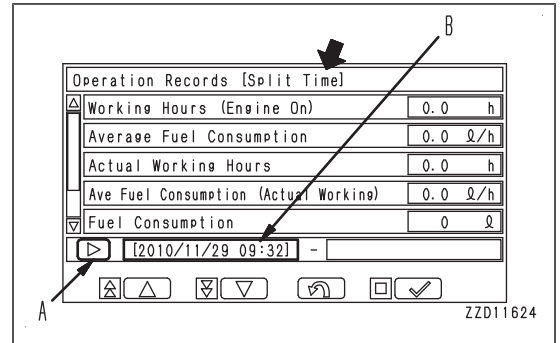 B
Operation Records [Split Time]
Working Hours (Engine On) 0.0 h
Average Fuel Consumption 0.0 ℓ/h
Actual Working Hours 0.0 h
Ave Fuel Consumption (Actual Working) 0.0 ℓ/h
Fuel Consumption 0 ℓ
[2010/11/29 09:32] -
A
ZZD11624